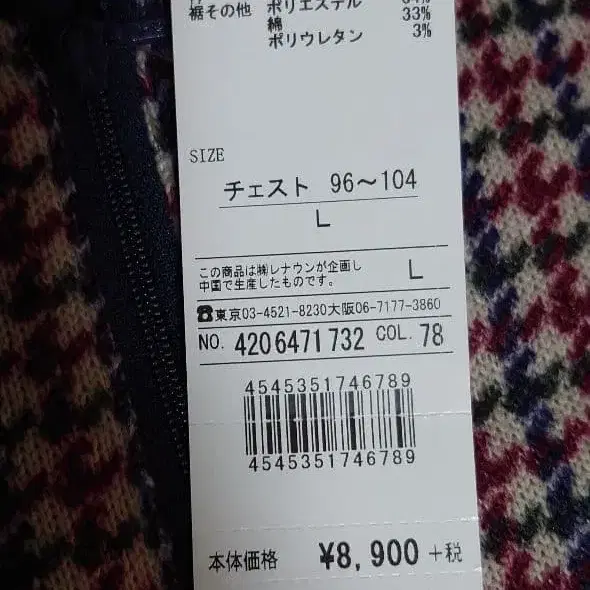 裾その他 ポリエステル 64%
綿 33%
ポリウレタン 3%
SIZE
チェスト 96〜104
L
この商品は㈱レナウンが企画し
中国で生産したものです。 L
☎東京03-4521-8230大阪06-7177-3860
NO. 4206471732 COL. 78
4545351746789
4545351746789
本体価格 ¥8,900 +税